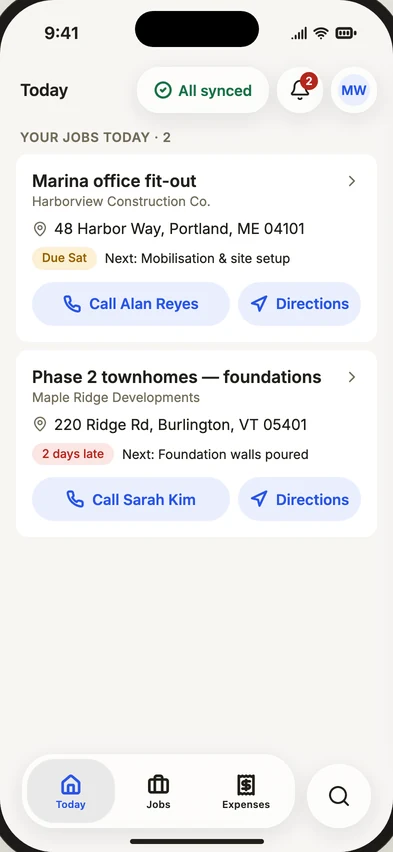 9:41
Today
All synced
2
MW
YOUR JOBS TODAY · 2
Marina office fit-out
Harborview Construction Co.
48 Harbor Way, Portland, ME 04101
Due Sat Next: Mobilisation & site setup
Call Alan Reyes Directions
Phase 2 townhomes — foundations
Maple Ridge Developments
220 Ridge Rd, Burlington, VT 05401
2 days late Next: Foundation walls poured
Call Sarah Kim Directions
Today Jobs Expenses